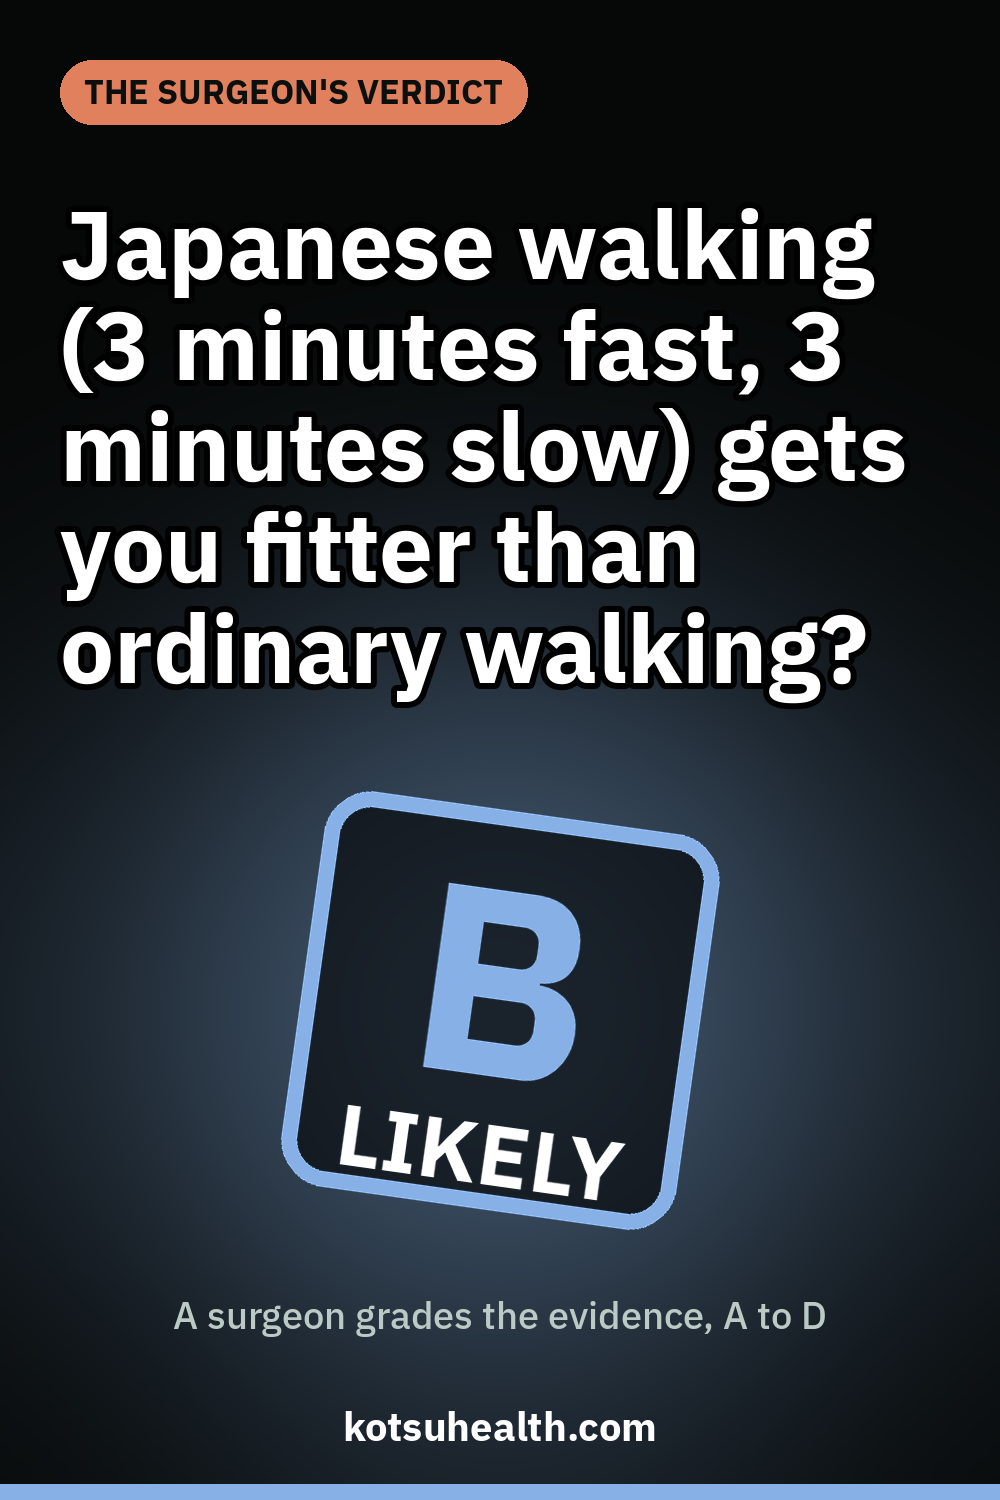 THE SURGEON'S VERDICT
Japanese walking
(3 minutes fast, 3
minutes slow) gets
you fitter than
ordinary walking?
B
LIKELY
A surgeon grades the evidence, A to D
kotsuhealth.com